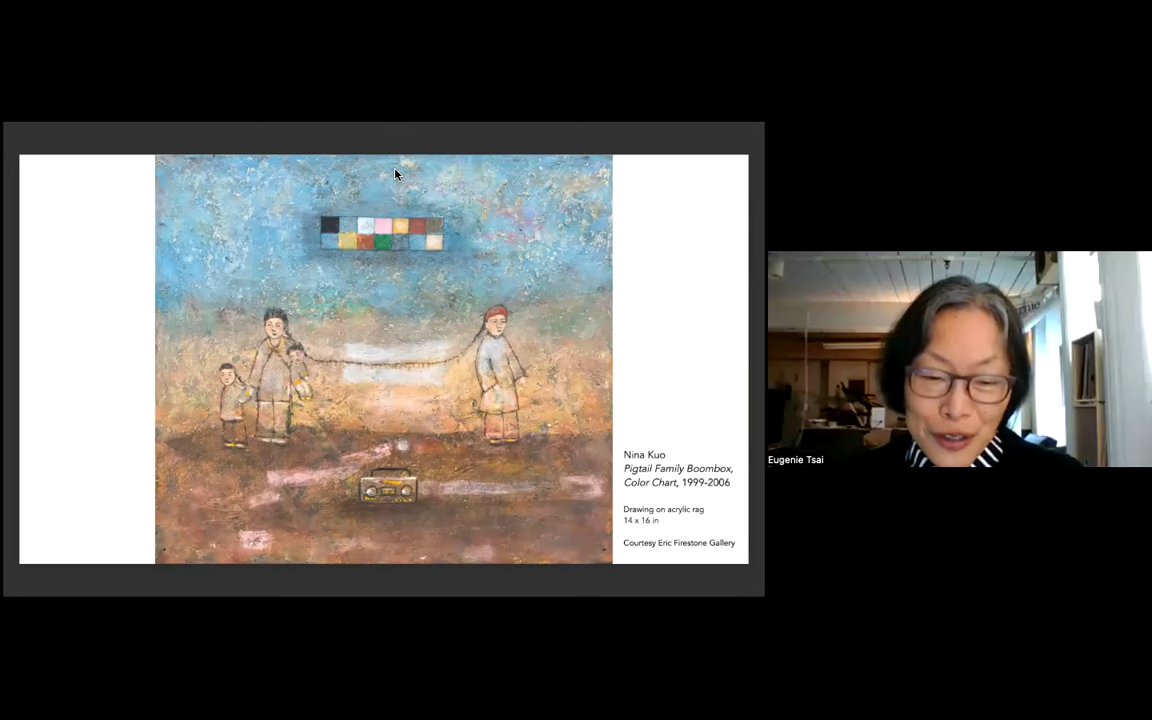 Nina Kuo
Pigtail Family Boombox,
Color Chart, 1999-2006
Drawing on acrylic rag
14 x 16 in
Courtesy Eric Firestone Gallery
Eugenie Tsai